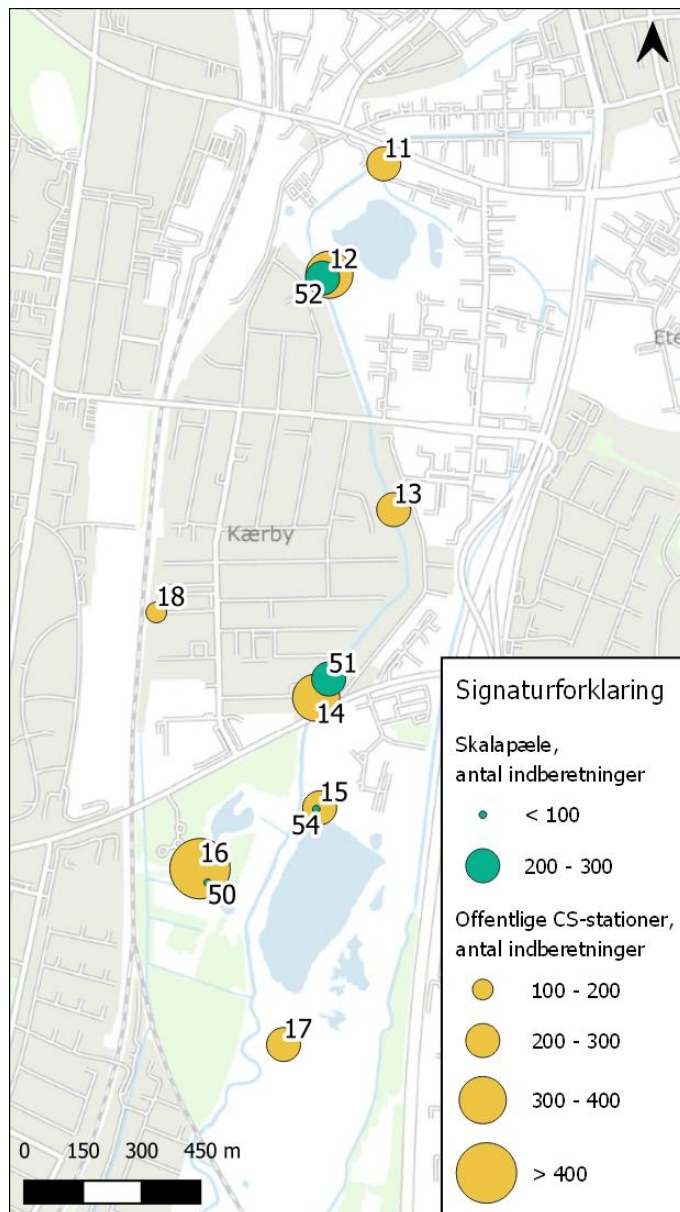 11
12
52
Ete
13
Kærby
18
51
14
15
54
16
50
17
0 150 300 450 m
Signaturforklaring
Skalapæle,
antal indberetninger
< 100
200 - 300
Offentlige CS-stationer,
antal indberetninger
100 - 200
200 - 300
300 - 400
> 400